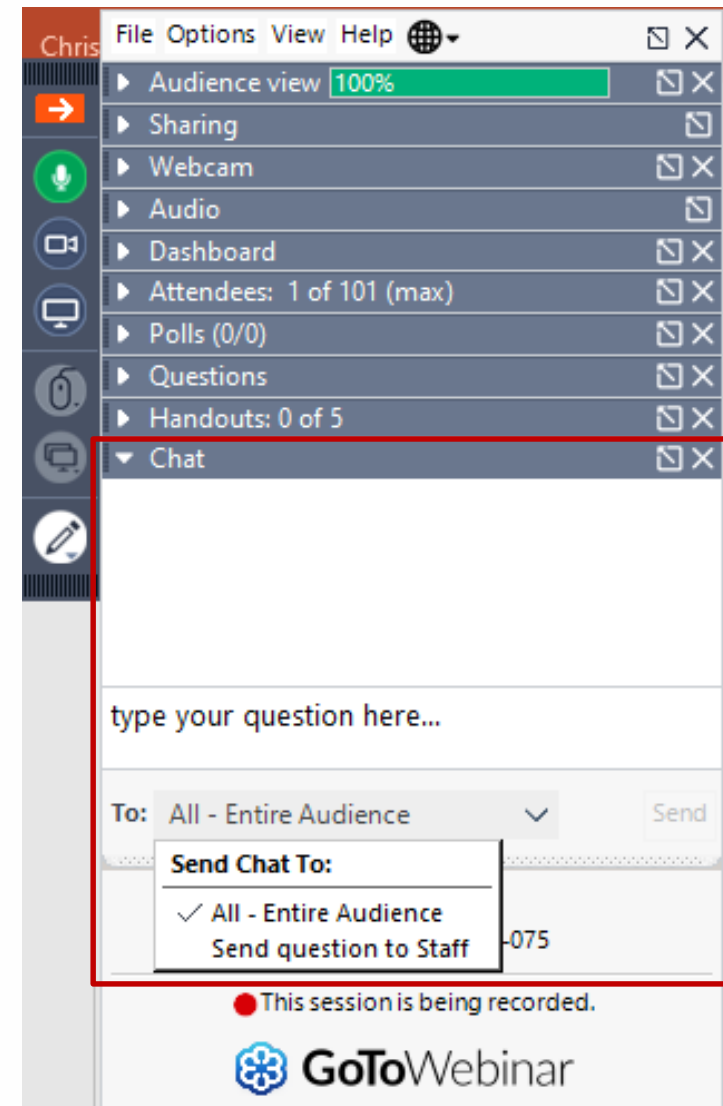 Chris
File Options View Help
Audience view 100%
Sharing
Webcam
Audio
Dashboard
Attendees: 1 of 101 (max)
Polls (0/0)
Questions
Handouts: 0 of 5
Chat
type your question here...
To: All - Entire Audience Send
Send Chat To:
All - Entire Audience
Send question to Staff
-075
This session is being recorded.
GoToWebinar